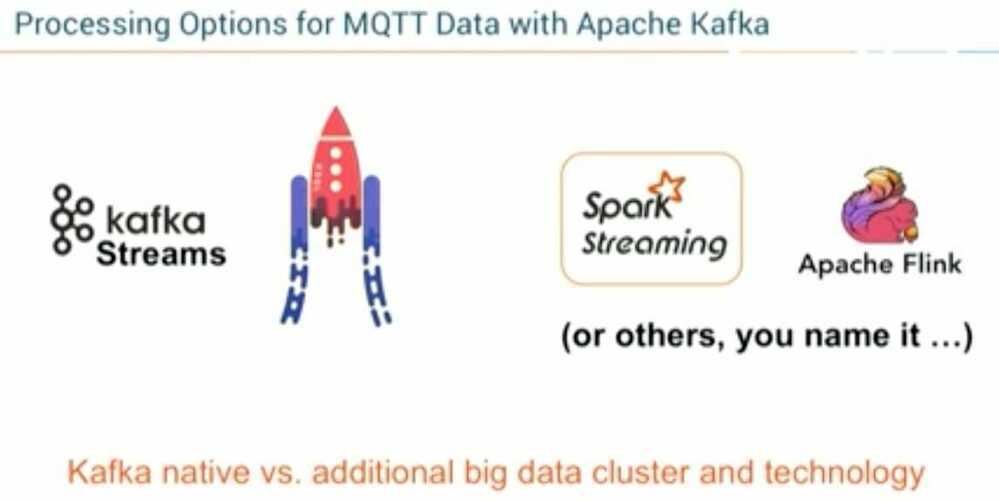 Processing Options for MQTT Data with Apache Kafka
kafka
Streams
Spark
Streaming
Apache Flink
(or others, you name it ...)
Kafka native vs. additional big data cluster and technology